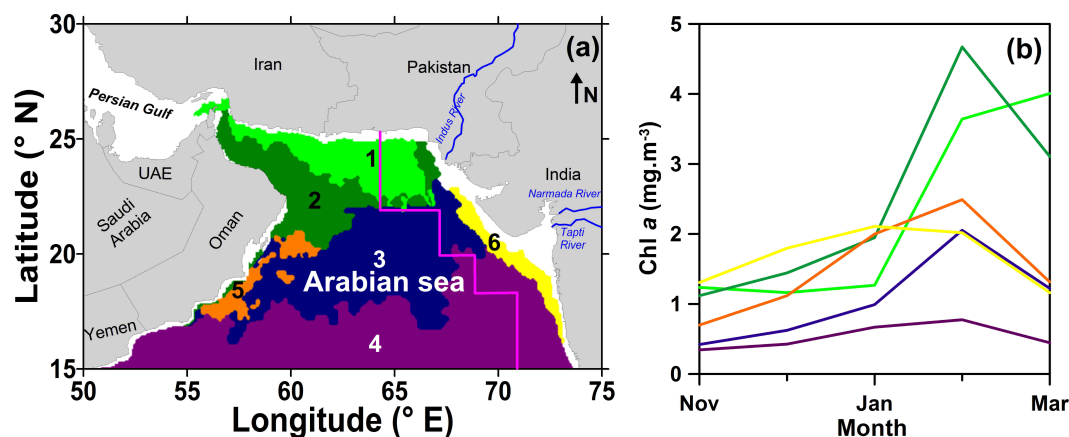 (a)
Iran
Pakistan
N
Persian Gulf
Indus River
UAE
Saudi
Arabia
Oman
Yemen
India
Narmada River
Tapti
River
1
2
3
4
5
6
Arabian sea
30
25
20
15
Latitude (° N)
50
55
60
65
70
75
Longitude (° E)
(b)
Chl a (mg.m-³)
5
4
3
2
1
0
Nov
Jan
Mar
Month